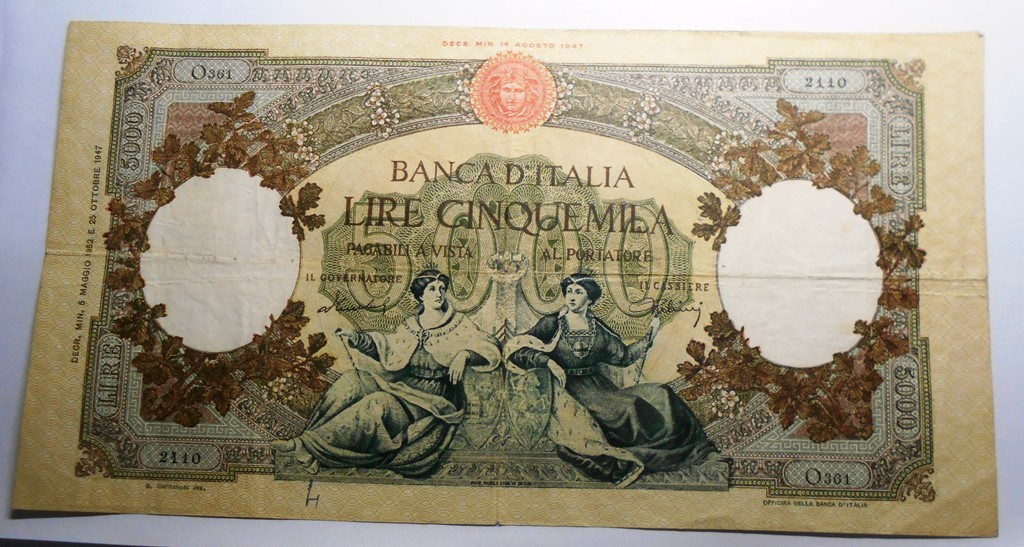 DECR. MIN. 14 AGOSTO 1947
O361
2110
5000
LIRE
BANCA D'ITALIA
LIRE CINQUEMILA
PAGABILI A VISTA AL PORTATORE
IL GOVERNATORE
IL CASSIERE
DECR. MIN. 5 MAGGIO 1952 E 25 OTTOBRE 1947
LIRE
5000
2110
O361
OFFICINA DELLA BANCA D'ITALIA